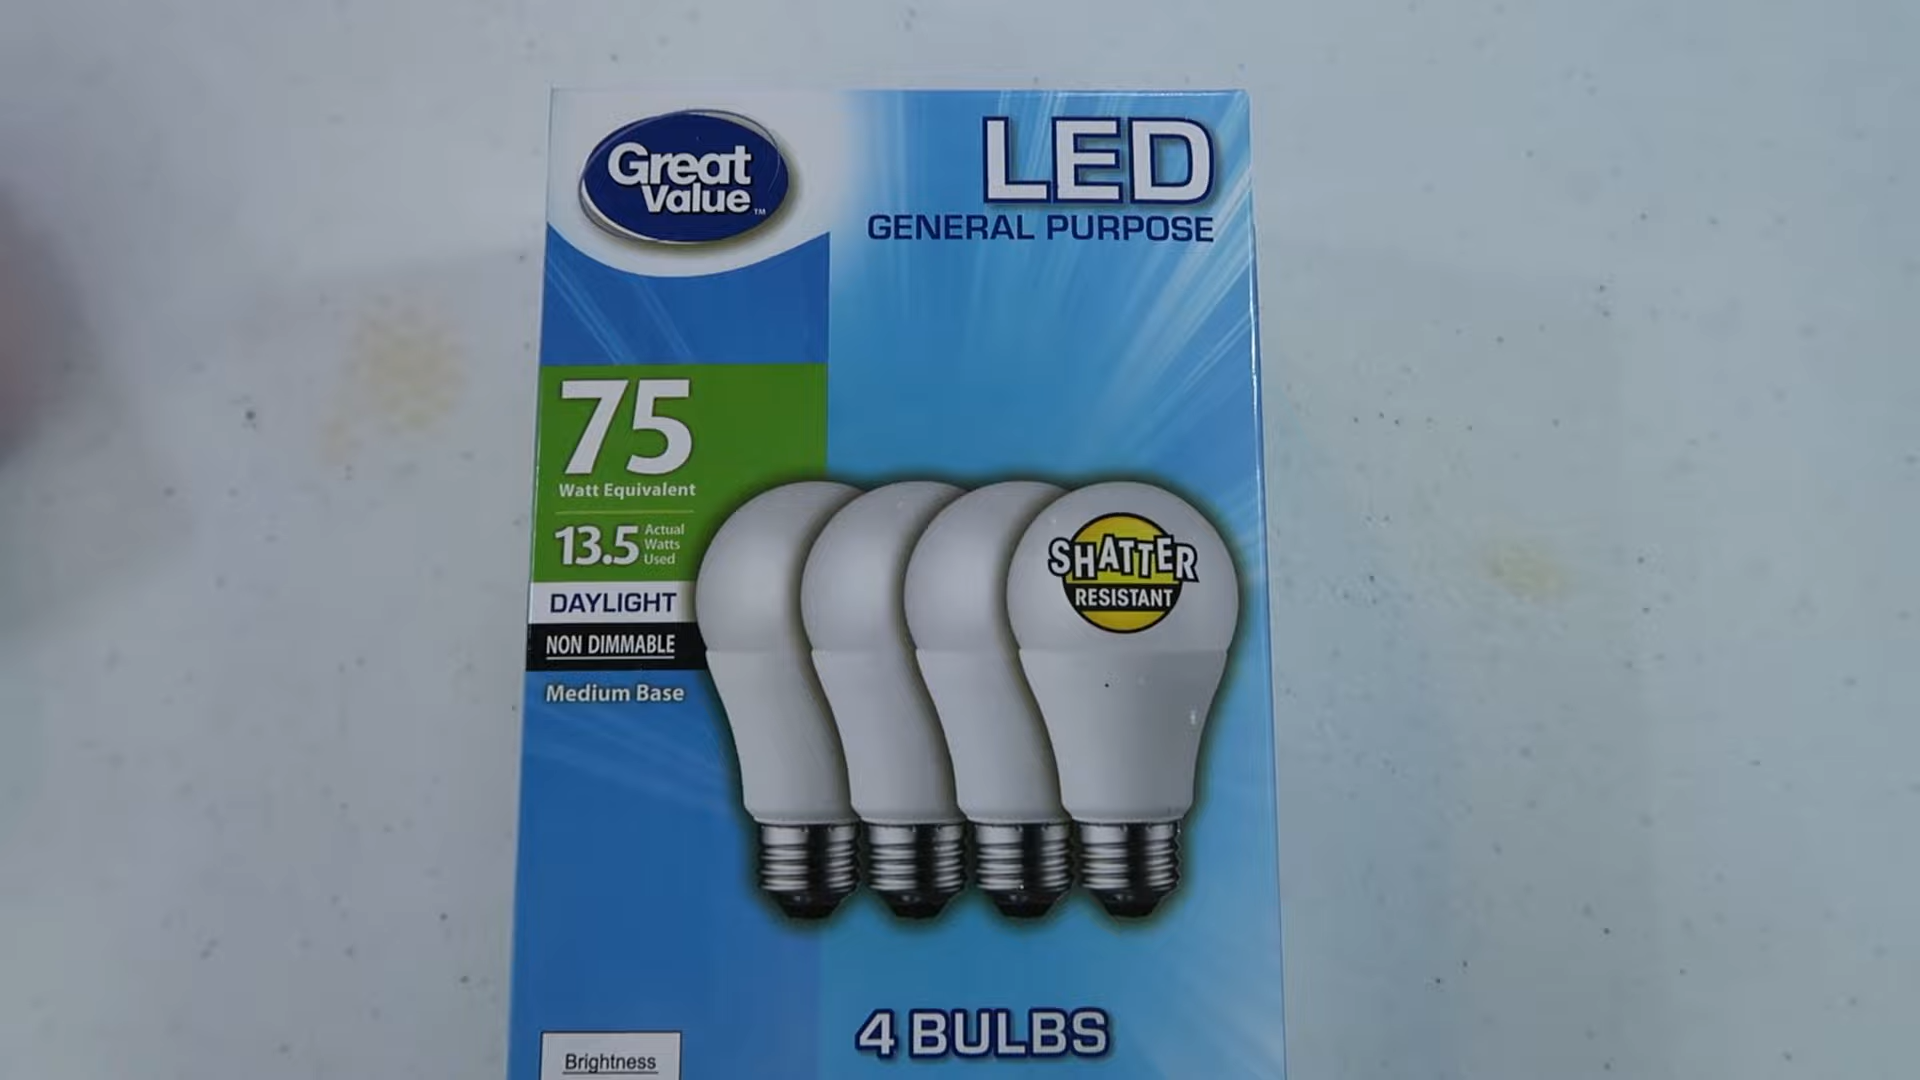 Great
Value™
LED
GENERAL PURPOSE
75
Watt Equivalent
13.5 Actual
Watts
Used
DAYLIGHT
NON DIMMABLE
Medium Base
SHATTER
RESISTANT
4 BULBS
Brightness